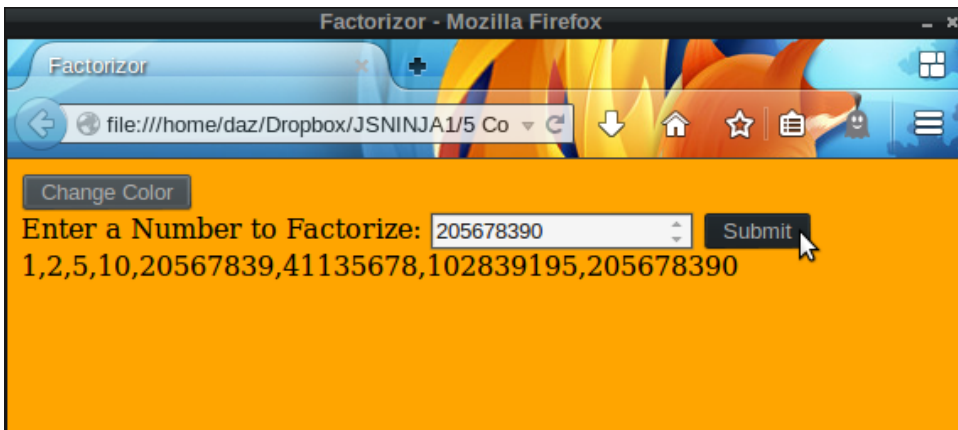 Factorizor - Mozilla Firefox
Factorizor
file:///home/daz/Dropbox/JSNINJA1/5 Co
Change Color
Enter a Number to Factorize: 205678390 Submit
1,2,5,10,20567839,41135678,102839195,205678390